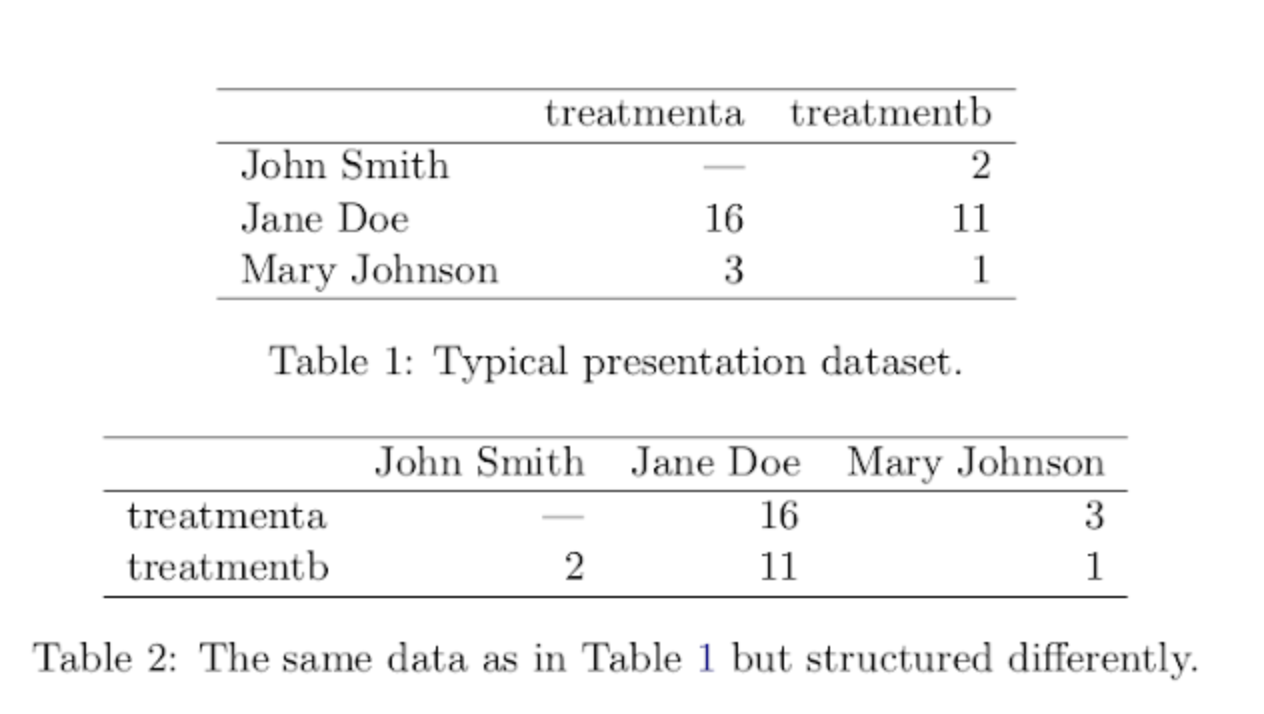 treatmenta treatmentb
John Smith — 2
Jane Doe 16 11
Mary Johnson 3 1
Table 1: Typical presentation dataset.
John Smith Jane Doe Mary Johnson
treatmenta — 16 3
treatmentb 2 11 1
Table 2: The same data as in Table 1 but structured differently.